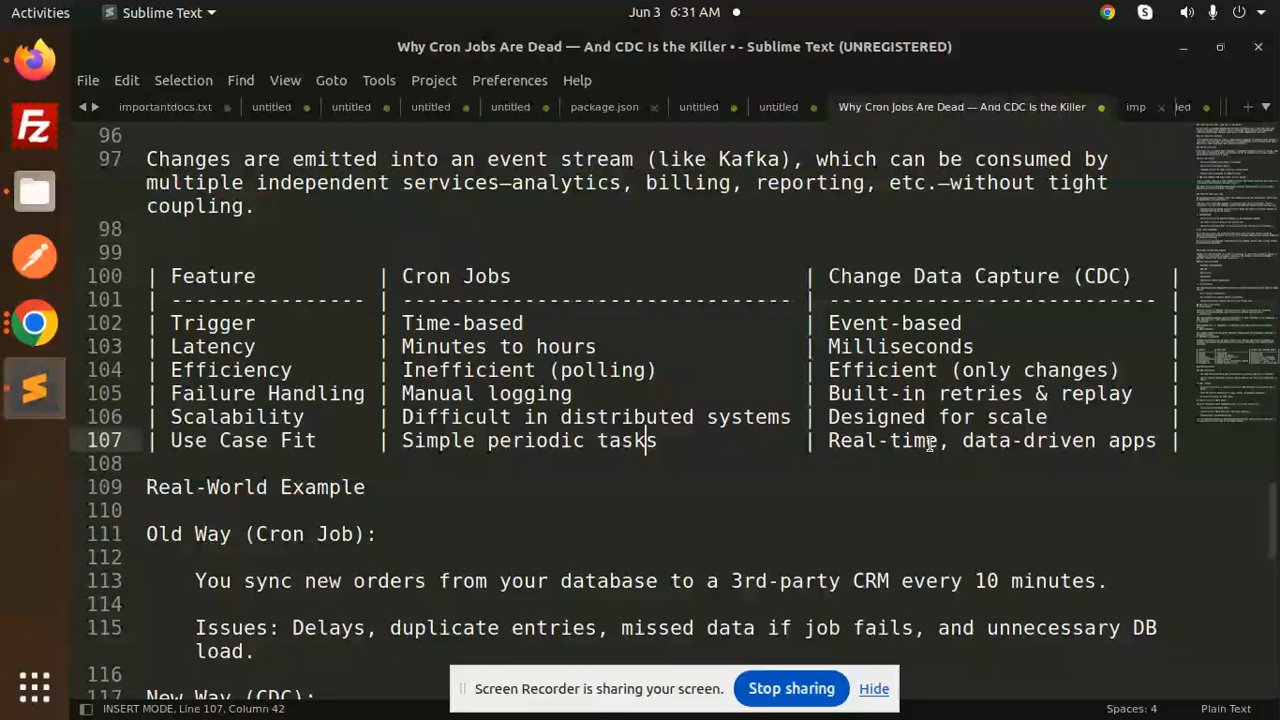 Activities Sublime Text Jun 3 6:31 AM
Why Cron Jobs Are Dead — And CDC Is the Killer • - Sublime Text (UNREGISTERED)
File Edit Selection Find View Goto Tools Project Preferences Help
importantdocs.txt untitled untitled untitled untitled package.json untitled untitled Why Cron Jobs Are Dead — And CDC Is the Killer imp led
96
97 Changes are emitted into an event stream (like Kafka), which can be consumed by
multiple independent services—analytics, billing, reporting, etc.—without tight
coupling.
98
99
100 | Feature | Cron Jobs | Change Data Capture (CDC) |
101 | ---------------- | -------------------------------- | --------------------------- |
102 | Trigger | Time-based | Event-based |
103 | Latency | Minutes to hours | Milliseconds |
104 | Efficiency | Inefficient (polling) | Efficient (only changes) |
105 | Failure Handling | Manual logging | Built-in retries & replay |
106 | Scalability | Difficult in distributed systems | Designed for scale |
107 | Use Case Fit | Simple periodic tasks | Real-time, data-driven apps |
108
109 Real-World Example
110
111 Old Way (Cron Job):
112
113 You sync new orders from your database to a 3rd-party CRM every 10 minutes.
114
115 Issues: Delays, duplicate entries, missed data if job fails, and unnecessary DB
load.
116
117 New Way (CDC):
Screen Recorder is sharing your screen. Stop sharing Hide
INSERT MODE, Line 107, Column 42 Spaces: 4 Plain Text